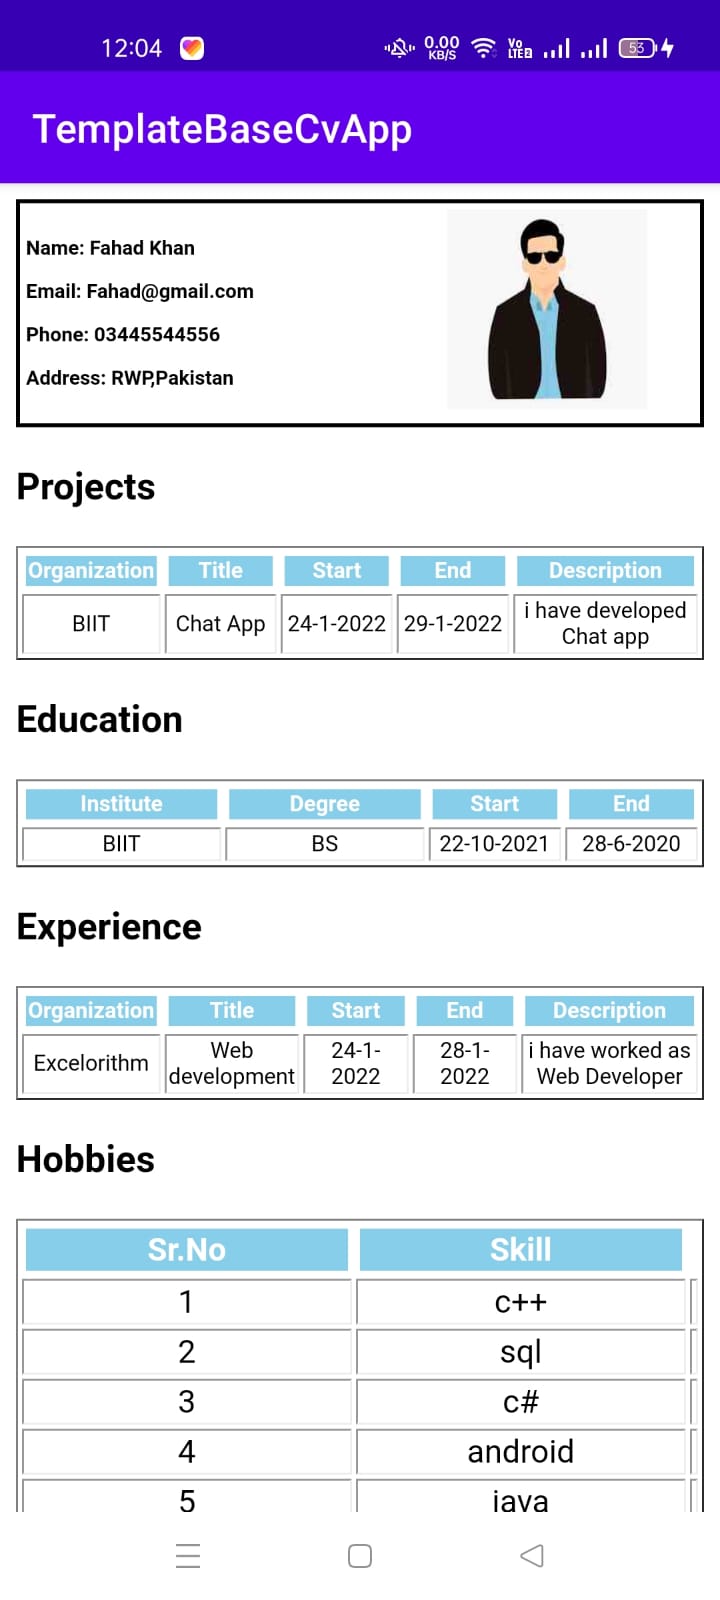 12:04 0.00 KB/S Vo LTE2 53
TemplateBaseCvApp
Name: Fahad Khan
Email: Fahad@gmail.com
Phone: 03445544556
Address: RWP,Pakistan
Projects
Organization Title Start End Description
BIIT Chat App 24-1-2022 29-1-2022 i have developed
Chat app
Education
Institute Degree Start End
BIIT BS 22-10-2021 28-6-2020
Experience
Organization Title Start End Description
Excelorithm Web development 24-1-2022 28-1-2022 i have worked as
Web Developer
Hobbies
Sr.No Skill
1 c++
2 sql
3 c#
4 android
5 java